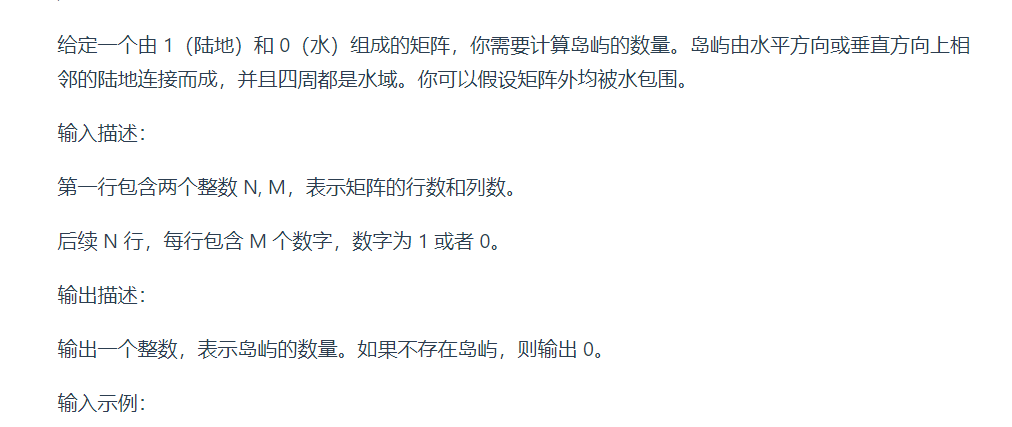 给定一个由 1（陆地）和 0（水）组成的矩阵，你需要计算岛屿的数量。岛屿由水平方向或垂直方向上相
邻的陆地连接而成，并且四周都是水域。你可以假设矩阵外均被水包围。
输入描述：
第一行包含两个整数 N, M，表示矩阵的行数和列数。
后续 N 行，每行包含 M 个数字，数字为 1 或者 0。
输出描述：
输出一个整数，表示岛屿的数量。如果不存在岛屿，则输出 0。
输入示例：